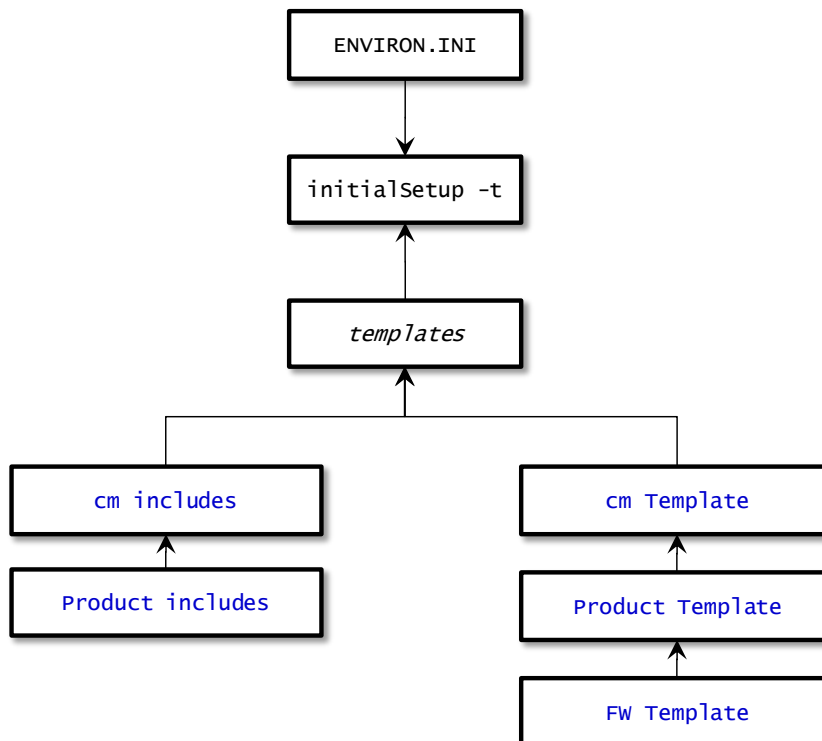 ENVIRON.INI
initialSetup -t
templates
cm includes
cm Template
Product includes
Product Template
FW Template